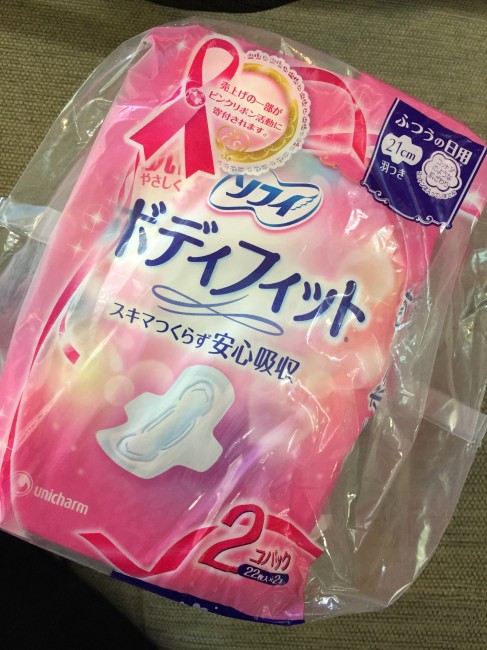 売上げの一部が
ピンクリボン活動に
寄付されます。
ふつうの日用
21cm
羽つき
やさしく
ソフィ
ボディフィット
スキマつくらず安心吸収
unicharm
2コパック
22枚入×2